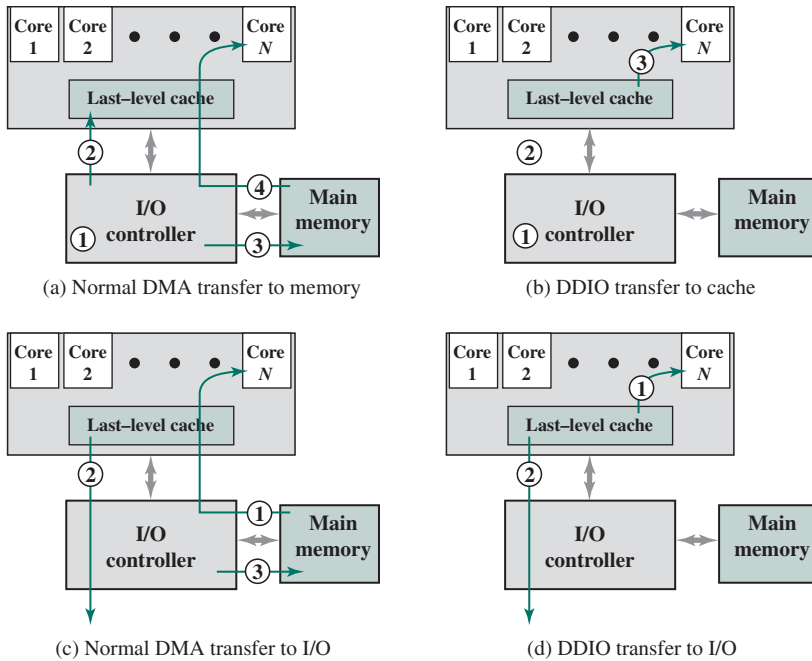 Core
1
Core
2
Core
N
Last–level cache
2
I/O
controller
1
4
3
Main
memory
(a) Normal DMA transfer to memory
Core
1
Core
2
Core
N
3
Last–level cache
2
I/O
controller
1
Main
memory
(b) DDIO transfer to cache
Core
1
Core
2
Core
N
Last–level cache
2
I/O
controller
1
3
Main
memory
(c) Normal DMA transfer to I/O
Core
1
Core
2
Core
N
1
Last–level cache
2
I/O
controller
Main
memory
(d) DDIO transfer to I/O